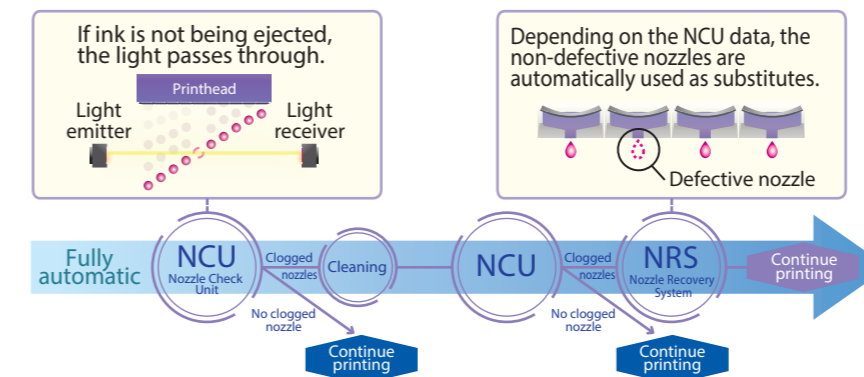 If ink is not being ejected,
the light passes through.
Printhead
Light
emitter
Light
receiver
Depending on the NCU data, the
non-defective nozzles are
automatically used as substitutes.
Defective nozzle
Fully
automatic
NCU
Nozzle Check
Unit
Clogged
nozzles
No clogged
nozzle
Continue
printing
Cleaning
NCU
Clogged
nozzles
No clogged
nozzle
Continue
printing
NRS
Nozzle Recovery
System
Continue
printing